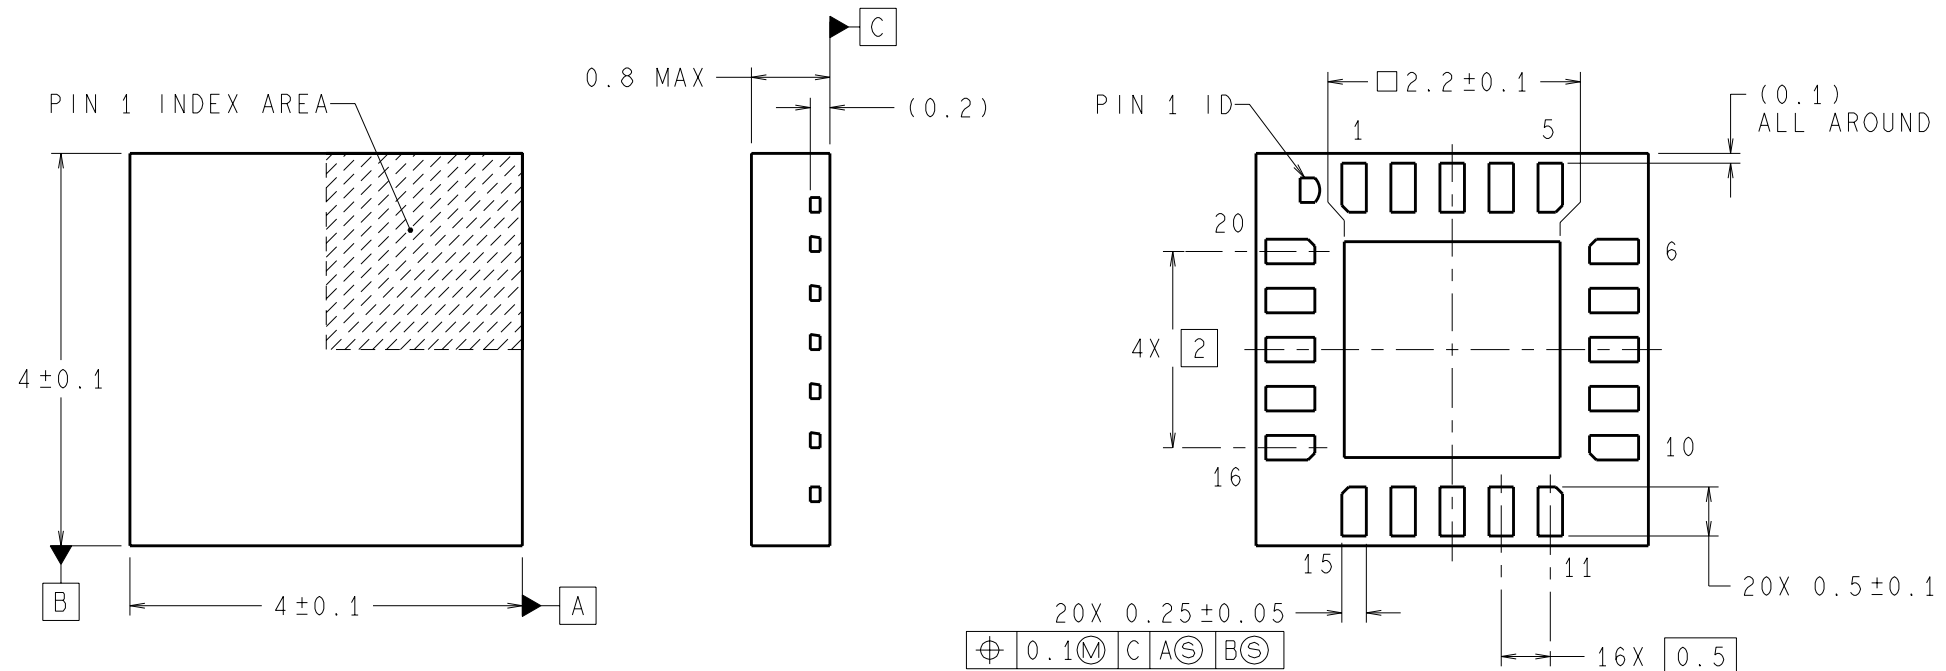 C
0.8 MAX
PIN 1 INDEX AREA
(0.2)
PIN 1 ID
□2.2±0.1
(0.1)
ALL AROUND
1
5
20
6
4X 2
4±0.1
16
10
15
11
B
4±0.1
A
20X 0.25±0.05
20X 0.5±0.1
⌖ 0.1Ⓜ C AⓈ BⓈ
16X 0.5